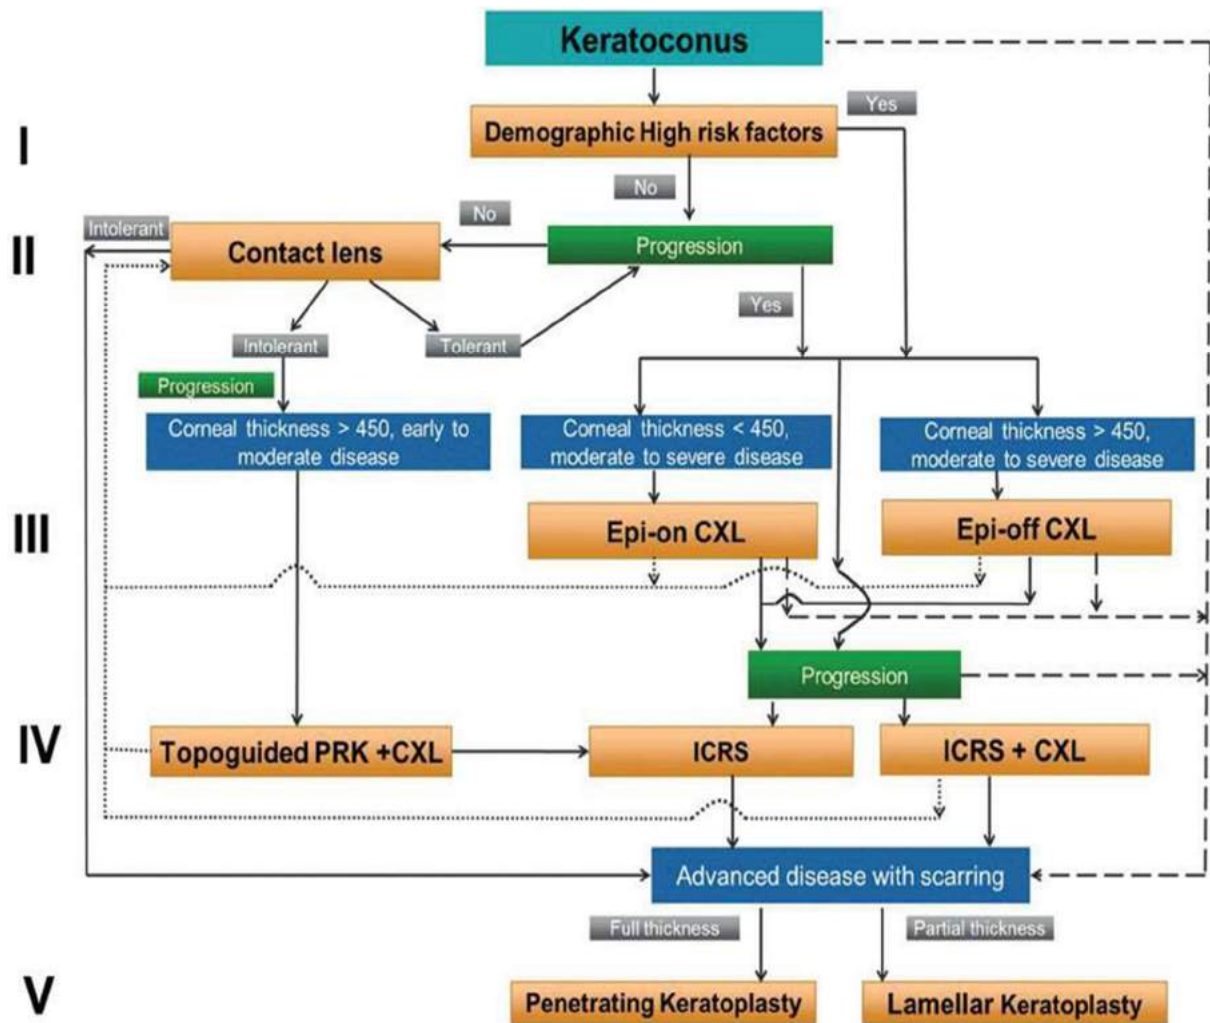 Keratoconus
Yes
I
Demographic High risk factors
No
Intolerant
No
II
Contact lens
Progression
Yes
Intolerant
Tolerant
Progression
Corneal thickness > 450, early to
moderate disease
Corneal thickness < 450,
moderate to severe disease
Corneal thickness > 450,
moderate to severe disease
III
Epi-on CXL
Epi-off CXL
Progression
IV
Topoguided PRK +CXL
ICRS
ICRS + CXL
Advanced disease with scarring
Full thickness
Partial thickness
V
Penetrating Keratoplasty
Lamellar Keratoplasty